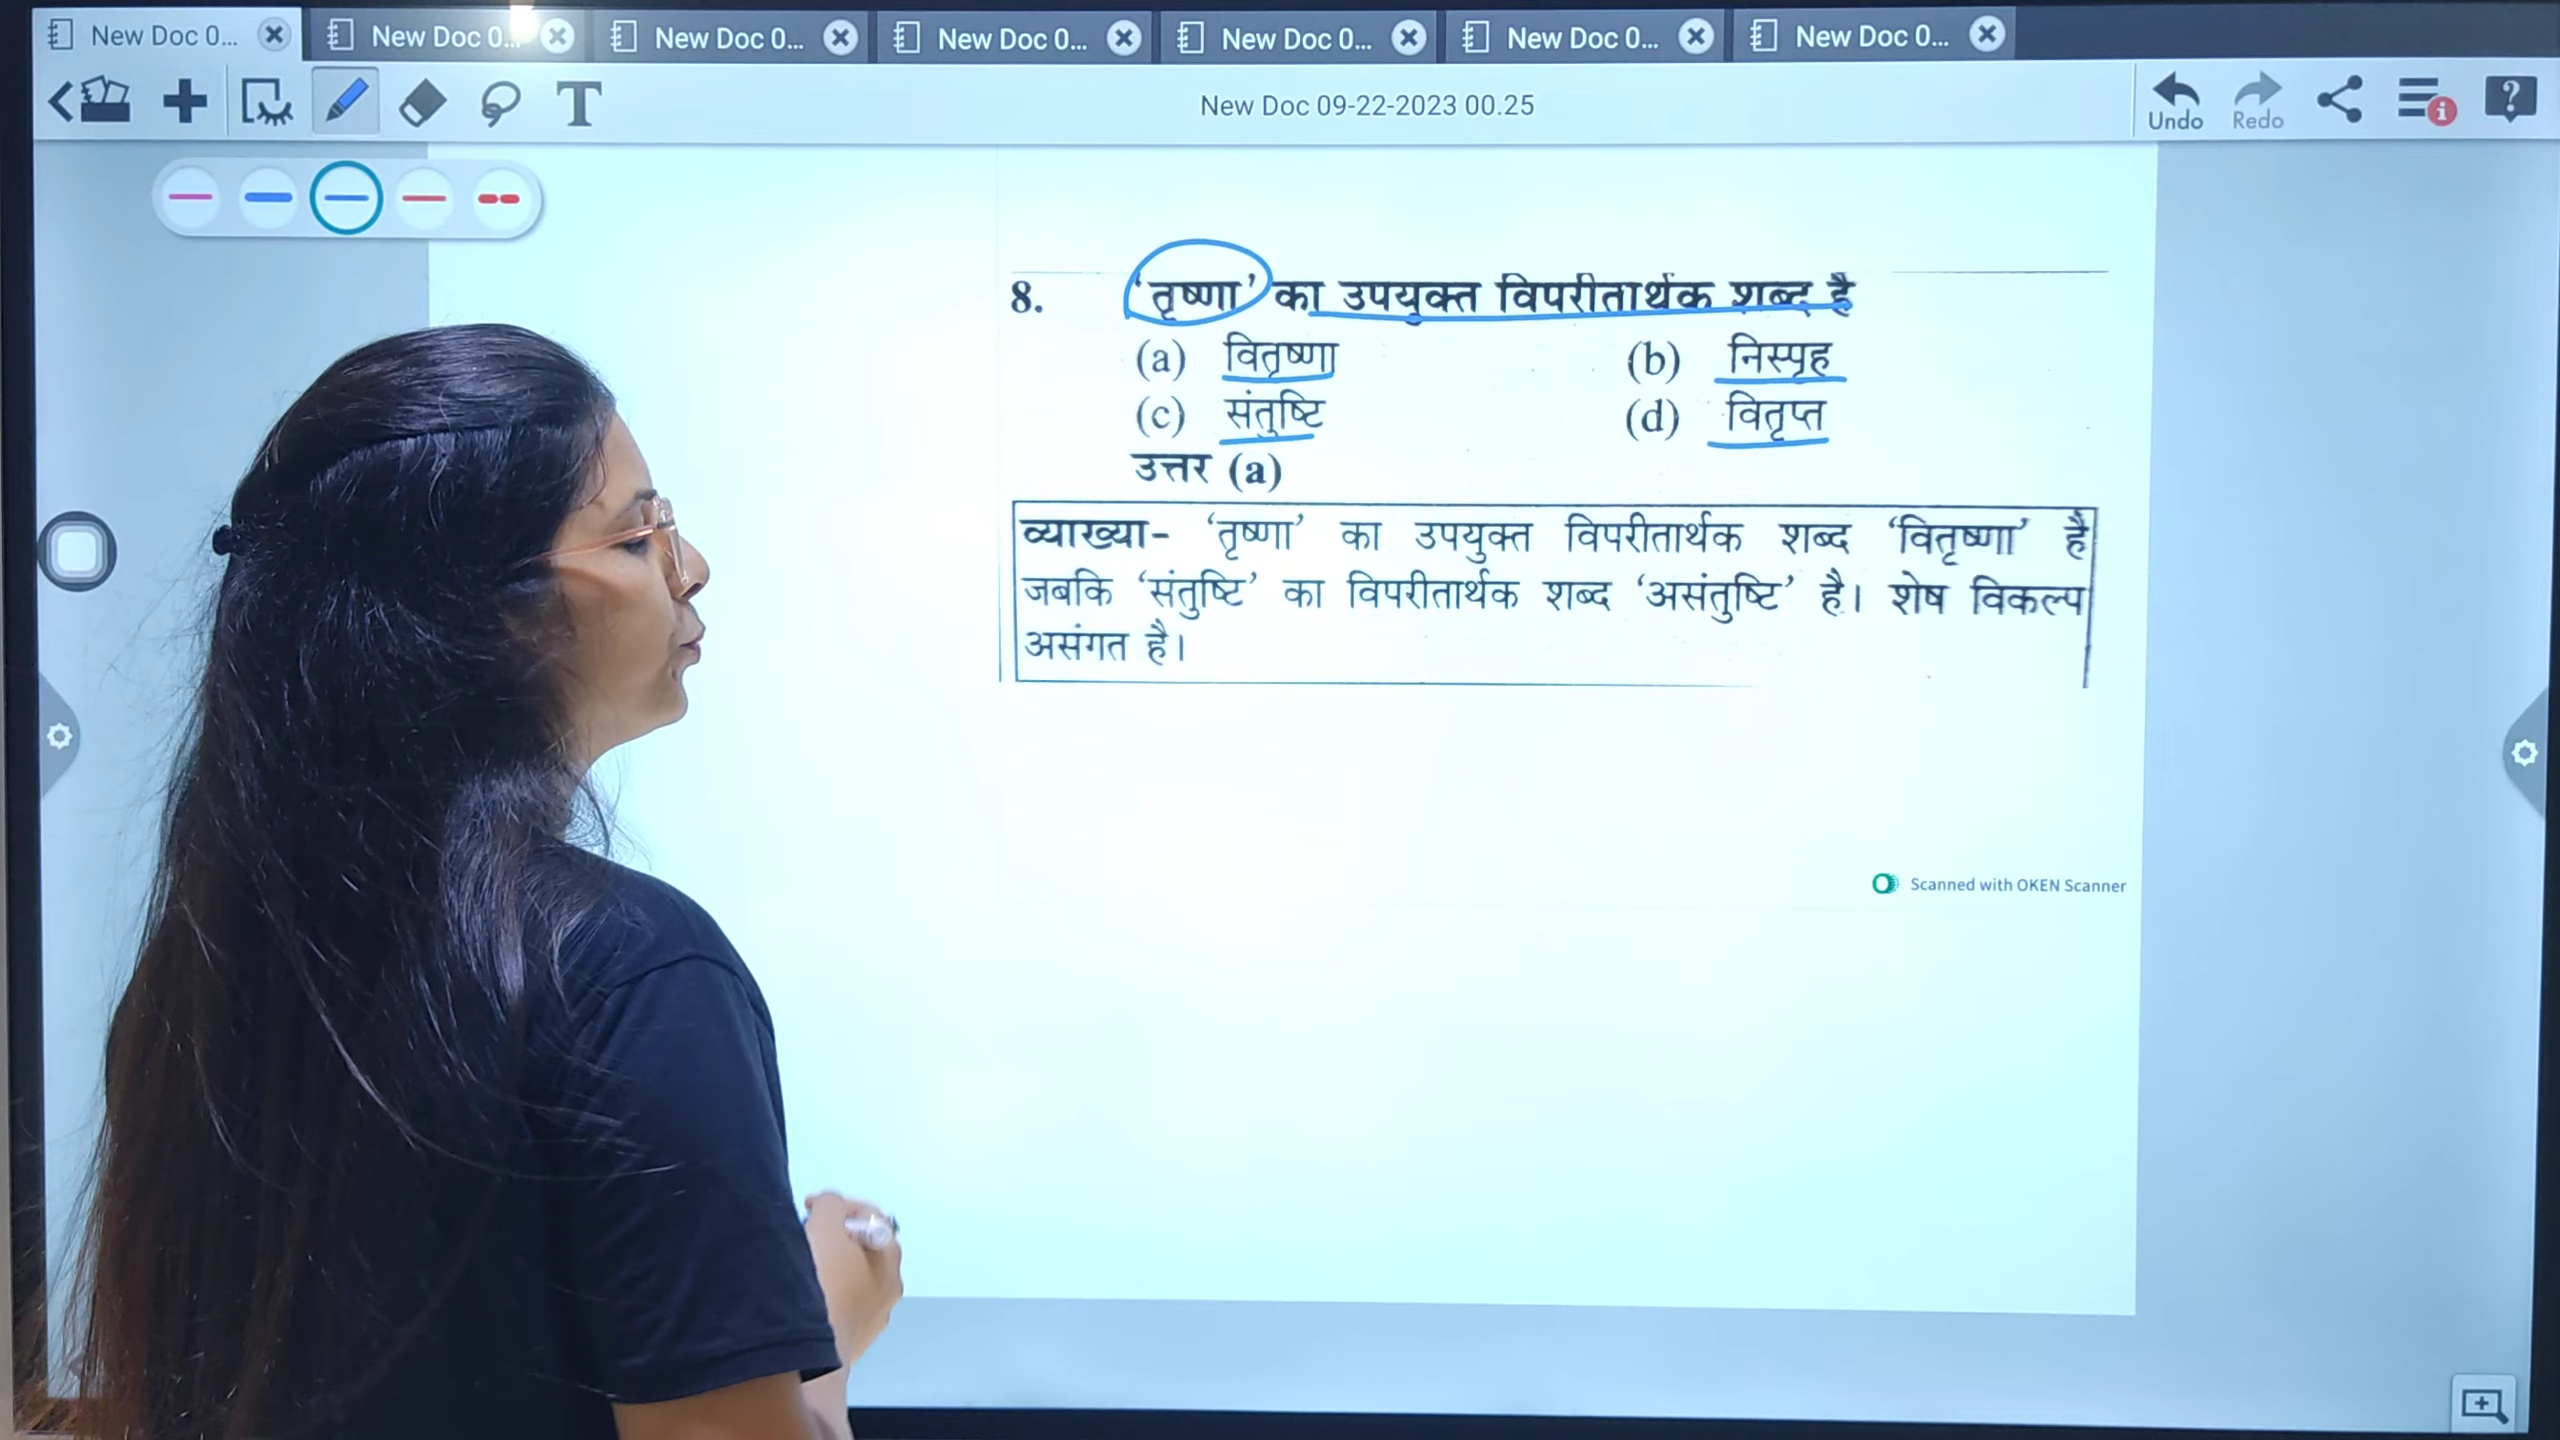 New Doc 0... New Doc 0... New Doc 0... New Doc 0... New Doc 0... New Doc 0... New Doc 0...
T New Doc 09-22-2023 00.25 Undo Redo
8. ‘तृष्णा’ का उपयुक्त विपरीतार्थक शब्द है
(a) वितृष्णा (b) निस्पृह
(c) संतुष्टि (d) वितृप्त
उत्तर (a)
व्याख्या- ‘तृष्णा’ का उपयुक्त विपरीतार्थक शब्द ‘वितृष्णा’ है
जबकि ‘संतुष्टि’ का विपरीतार्थक शब्द ‘असंतुष्टि’ है। शेष विकल्प
असंगत है।
Scanned with OKEN Scanner